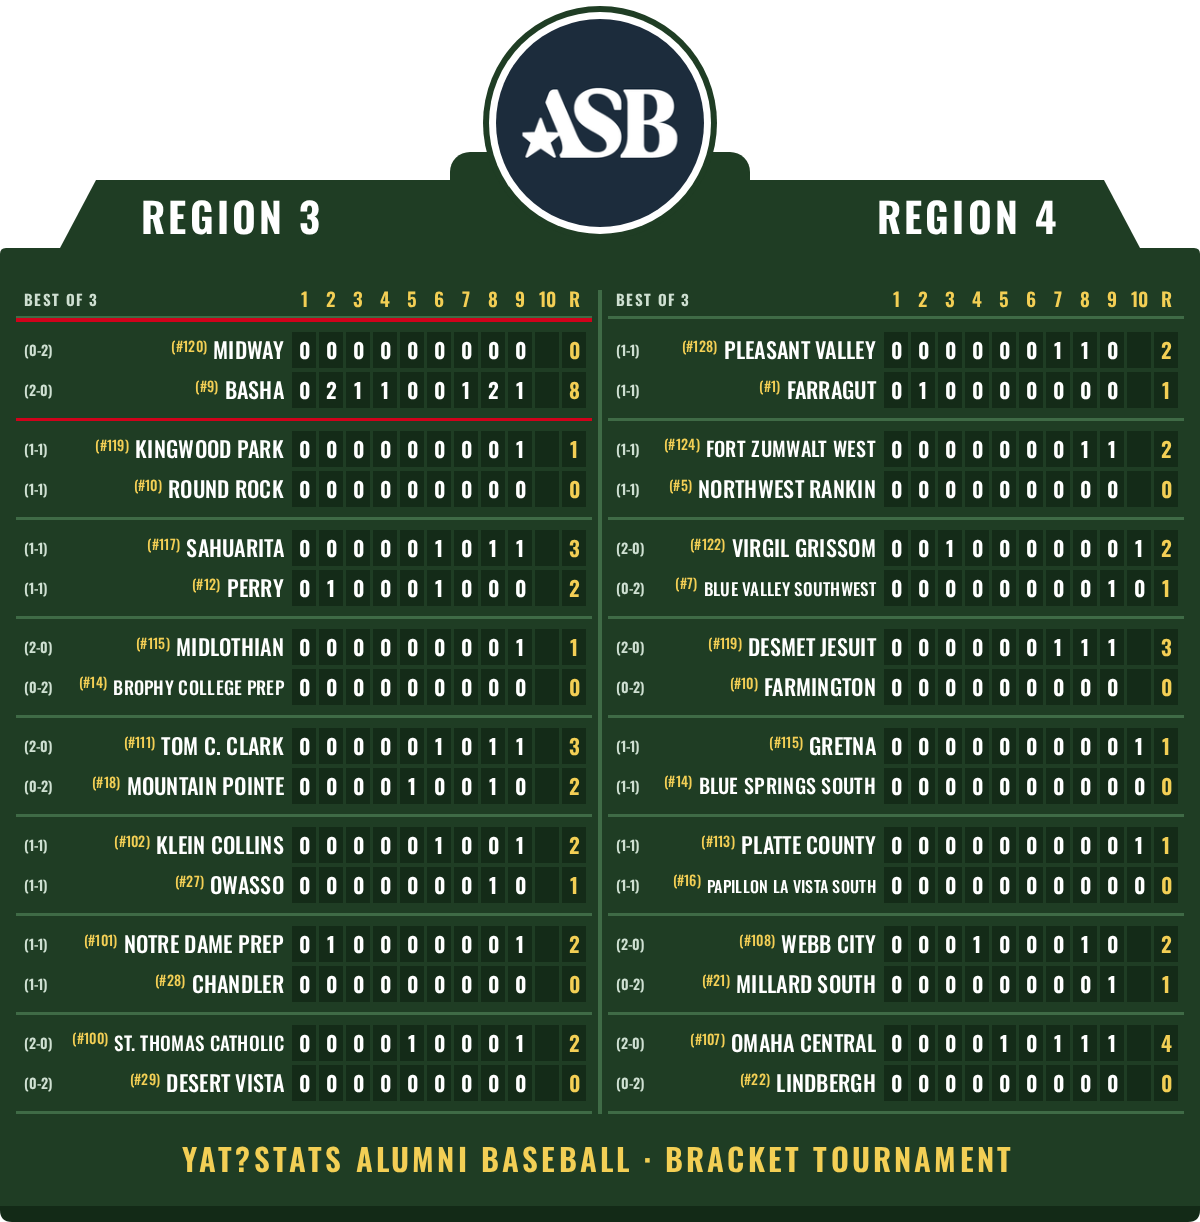 ASB
REGION 3
REGION 4
BEST OF 3 1 2 3 4 5 6 7 8 9 10 R
(0-2) (#120) MIDWAY 0 0 0 0 0 0 0 0 0 0
(2-0) (#9) BASHA 0 2 1 1 0 0 1 2 1 8
(1-1) (#119) KINGWOOD PARK 0 0 0 0 0 0 0 0 1 1
(1-1) (#10) ROUND ROCK 0 0 0 0 0 0 0 0 0 0
(1-1) (#117) SAHUARITA 0 0 0 0 0 1 0 1 1 3
(1-1) (#12) PERRY 0 1 0 0 0 1 0 0 0 2
(2-0) (#115) MIDLOTHIAN 0 0 0 0 0 0 0 0 1 1
(0-2) (#14) BROPHY COLLEGE PREP 0 0 0 0 0 0 0 0 0 0
(2-0) (#111) TOM C. CLARK 0 0 0 0 0 1 0 1 1 3
(0-2) (#18) MOUNTAIN POINTE 0 0 0 0 1 0 0 1 0 2
(1-1) (#102) KLEIN COLLINS 0 0 0 0 0 1 0 0 1 2
(1-1) (#27) OWASSO 0 0 0 0 0 0 0 1 0 1
(1-1) (#101) NOTRE DAME PREP 0 1 0 0 0 0 0 0 1 2
(1-1) (#28) CHANDLER 0 0 0 0 0 0 0 0 0 0
(2-0) (#100) ST. THOMAS CATHOLIC 0 0 0 0 1 0 0 0 1 2
(0-2) (#29) DESERT VISTA 0 0 0 0 0 0 0 0 0 0
BEST OF 3 1 2 3 4 5 6 7 8 9 10 R
(1-1) (#128) PLEASANT VALLEY 0 0 0 0 0 0 1 1 0 2
(1-1) (#1) FARRAGUT 0 1 0 0 0 0 0 0 0 1
(1-1) (#124) FORT ZUMWALT WEST 0 0 0 0 0 0 0 1 1 2
(1-1) (#5) NORTHWEST RANKIN 0 0 0 0 0 0 0 0 0 0
(2-0) (#122) VIRGIL GRISSOM 0 0 1 0 0 0 0 0 0 1 2
(0-2) (#7) BLUE VALLEY SOUTHWEST 0 0 0 0 0 0 0 0 1 0 1
(2-0) (#119) DESMET JESUIT 0 0 0 0 0 0 1 1 1 3
(0-2) (#10) FARMINGTON 0 0 0 0 0 0 0 0 0 0
(1-1) (#115) GRETNA 0 0 0 0 0 0 0 0 0 1 1
(1-1) (#14) BLUE SPRINGS SOUTH 0 0 0 0 0 0 0 0 0 0 0
(1-1) (#113) PLATTE COUNTY 0 0 0 0 0 0 0 0 0 1 1
(1-1) (#16) PAPILLON LA VISTA SOUTH 0 0 0 0 0 0 0 0 0 0 0
(2-0) (#108) WEBB CITY 0 0 0 1 0 0 0 1 0 2
(0-2) (#21) MILLARD SOUTH 0 0 0 0 0 0 0 0 1 1
(2-0) (#107) OMAHA CENTRAL 0 0 0 0 1 0 1 1 1 4
(0-2) (#22) LINDBERGH 0 0 0 0 0 0 0 0 0 0
YAT?STATS ALUMNI BASEBALL · BRACKET TOURNAMENT